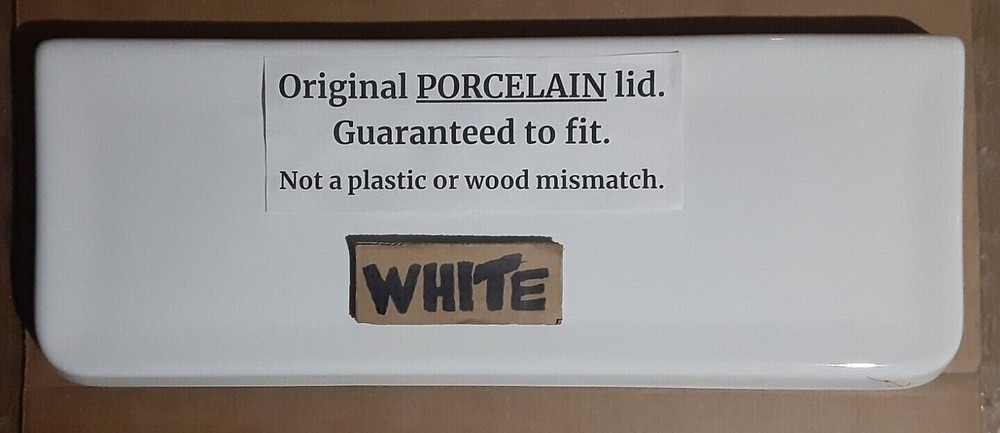 Original PORCELAIN lid.
Guaranteed to fit.
Not a plastic or wood mismatch.
WHITE